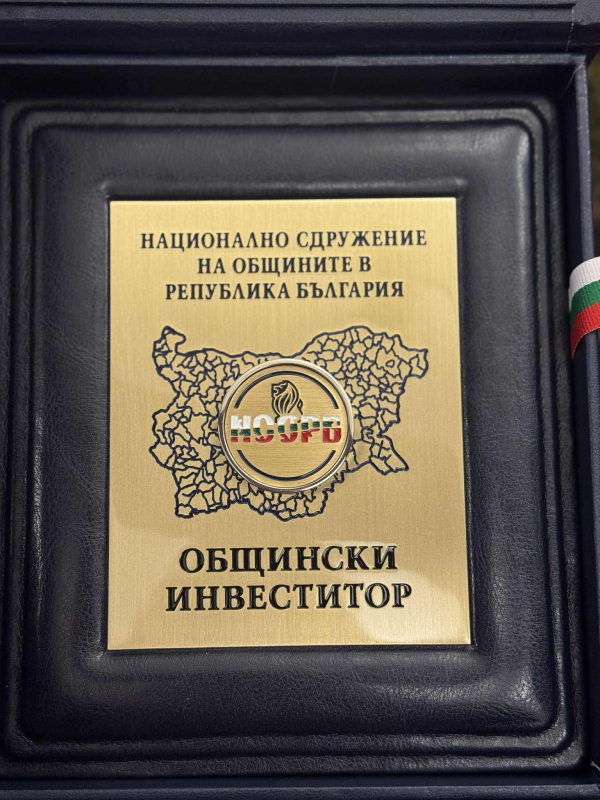 НАЦИОНАЛНО СДРУЖЕНИЕ
НА ОБЩИНИТЕ В
РЕПУБЛИКА БЪЛГАРИЯ
НСОРБ
ОБЩИНСКИ
ИНВЕСТИТОР